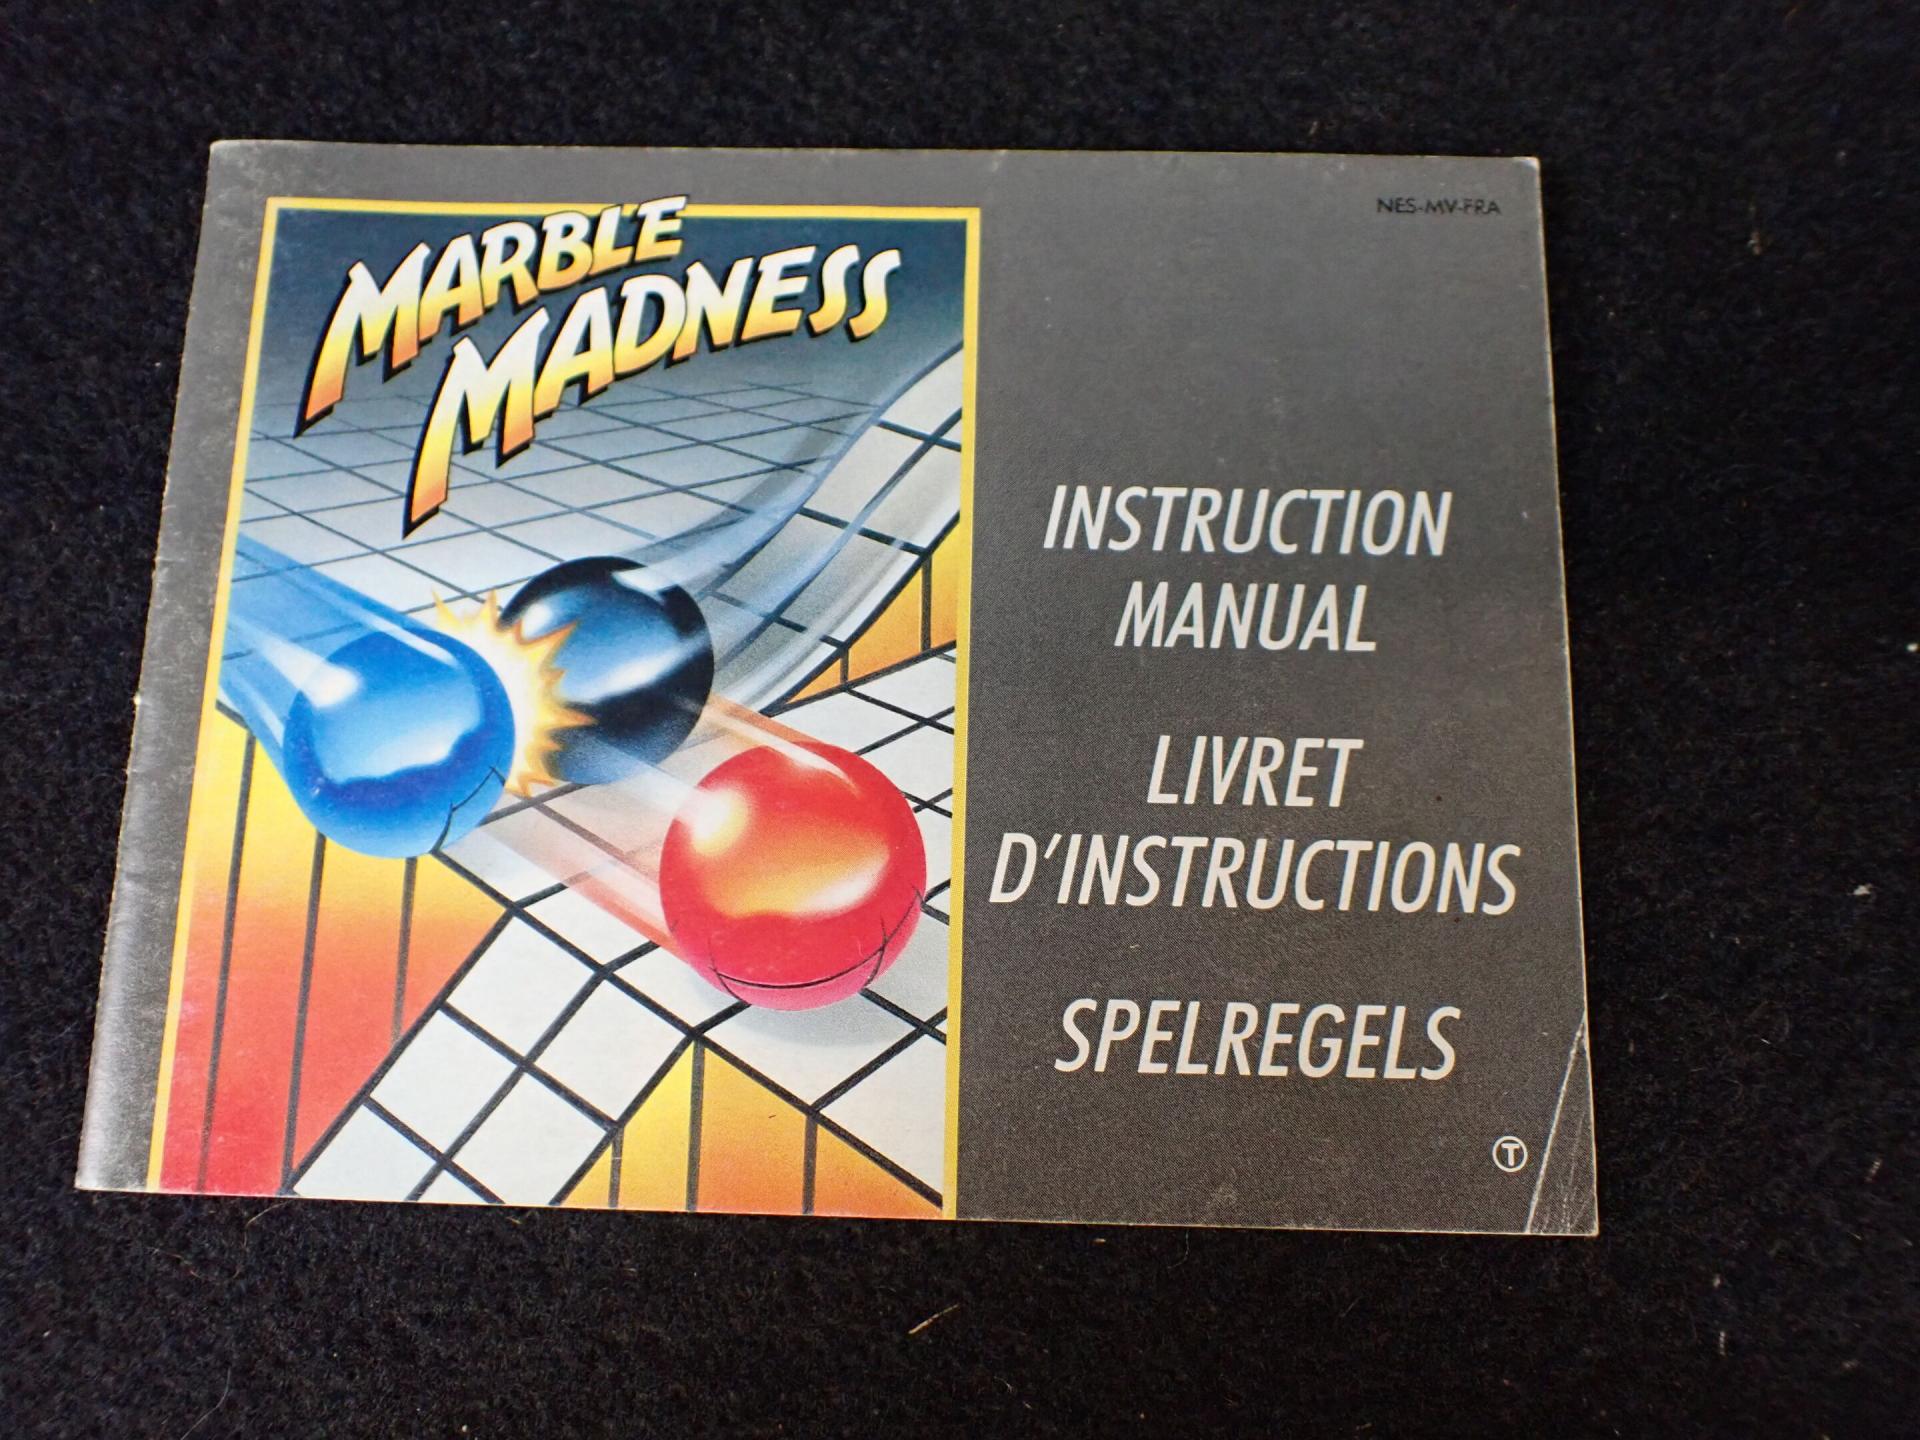 MARBLE
MADNESS
NES-MV-FRA
INSTRUCTION
MANUAL
LIVRET
D'INSTRUCTIONS
SPELREGELS
T